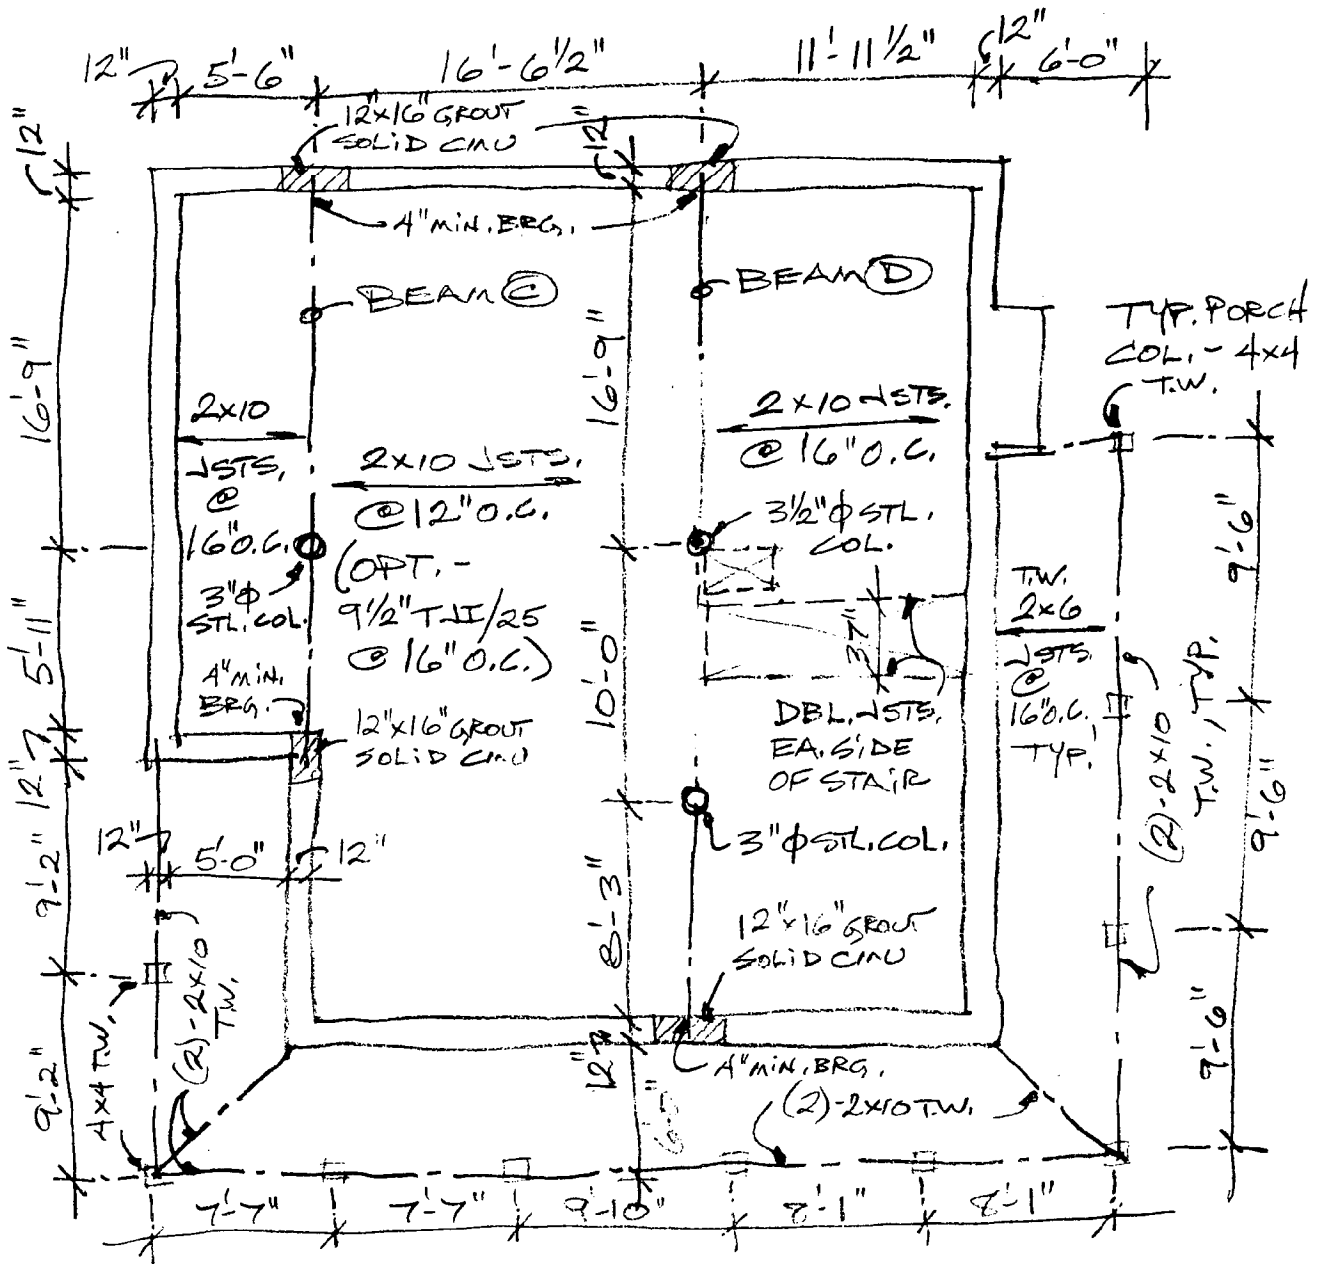 12" 5'-6" 16'-6 1/2" 11'-11 1/2" 12" 6'-0"
12"
12"x16" GROUT
SOLID CMU
12"
4" MIN. BRG.
BEAM C
BEAM D
TYP. PORCH
COL. - 4x4
T.W.
16'-9"
16'-9"
2x10
JSTS.
@
16" O.C.
2x10 JSTS.
@ 12" O.C.
(OPT. -
9 1/2" TJI/25
@ 16" O.C.)
2x10 JSTS.
@ 16" O.C.
3 1/2" Φ STL.
COL.
3" Φ
STL. COL.
4" MIN.
BRG.
12"x16" GROUT
SOLID CMU
5'-11"
12"
10'-0"
37"
DBL. JSTS.
EA. SIDE
OF STAIR
T.W.
2x6
JSTS.
@
16" O.C.
TYP.
9'-6"
(2)-2x10
T.W., TYP.
9'-6"
9'-6"
3" Φ STL. COL.
12" 5'-0" 12"
9'-2"
8'-3"
12"x16" GROUT
SOLID CMU
4x4 T.W.
(2)-2x10
T.W.
9'-2"
12"
4" MIN. BRG.
(2)-2x10 T.W.
7'-7" 7'-7" 9'-10" 8'-1" 8'-1"